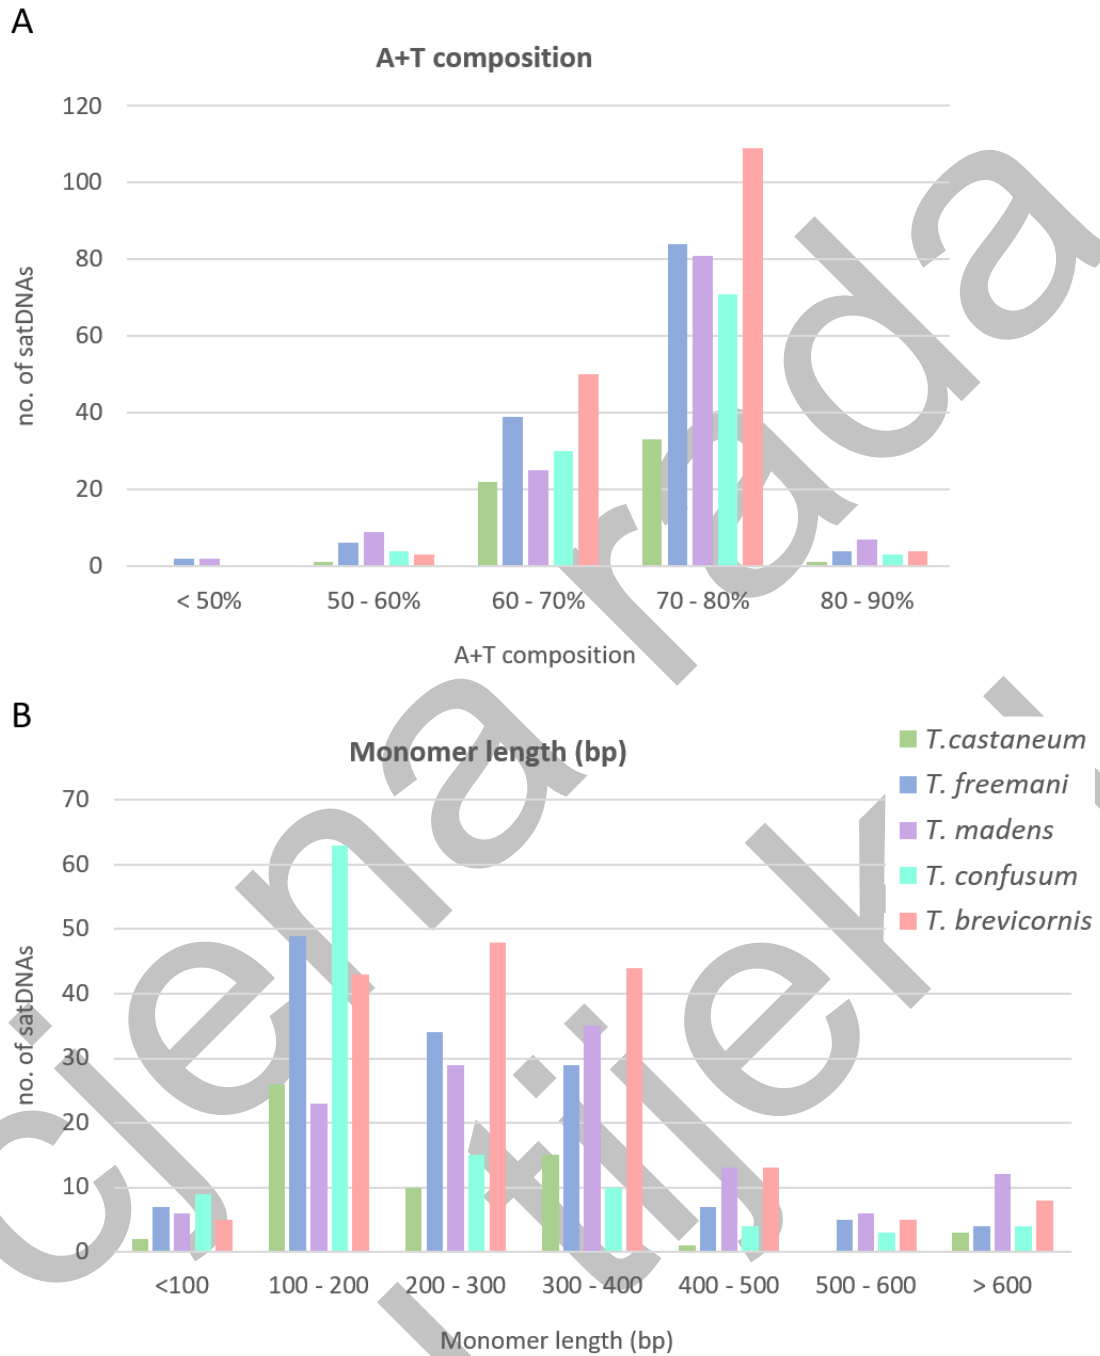 A
A+T composition
120
100
80
60
40
20
0
no. of satDNAs
< 50%
50 - 60%
60 - 70%
70 - 80%
80 - 90%
A+T composition
B
Monomer length (bp)
T.castaneum
T. freemani
T. madens
T. confusum
T. brevicornis
70
60
50
40
30
20
10
0
no. of satDNAs
<100
100 - 200
200 - 300
300 - 400
400 - 500
500 - 600
> 600
Monomer length (bp)